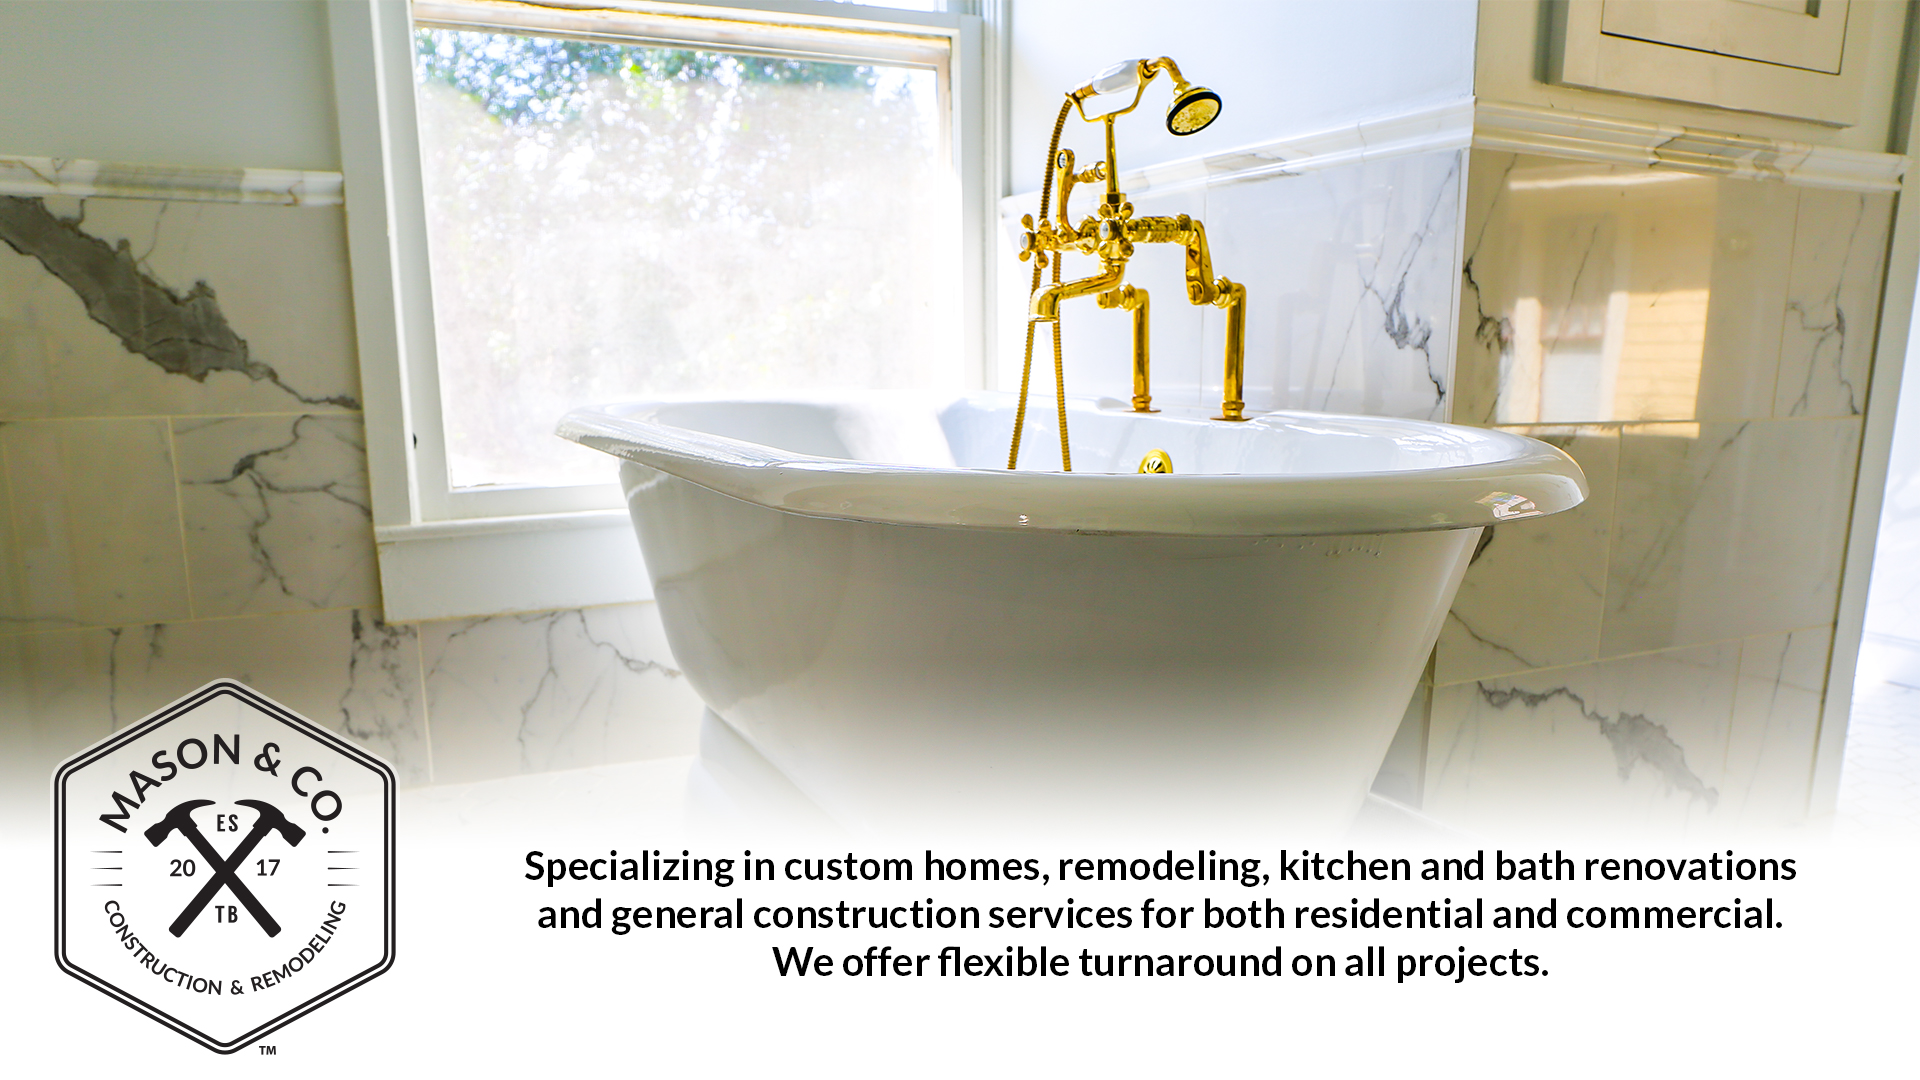 MASON & CO.
ES
20 17
TB
CONSTRUCTION & REMODELING
TM
Specializing in custom homes, remodeling, kitchen and bath renovations
and general construction services for both residential and commercial.
We offer flexible turnaround on all projects.